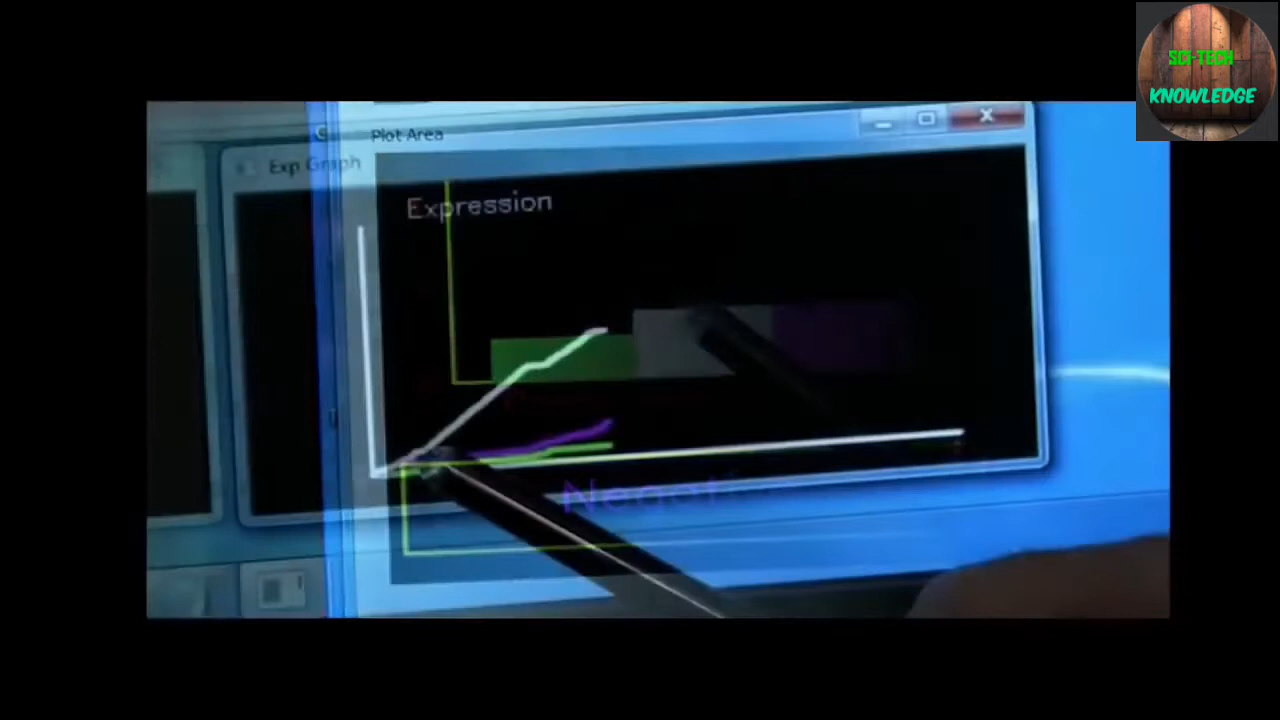 SCI-TECH
KNOWLEDGE
Plot Area
Exp Graph
Expression